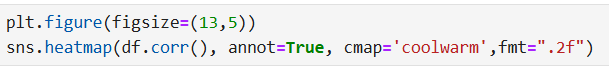 plt.figure(figsize=(13,5))
sns.heatmap(df.corr(), annot=True, cmap='coolwarm',fmt=".2f")